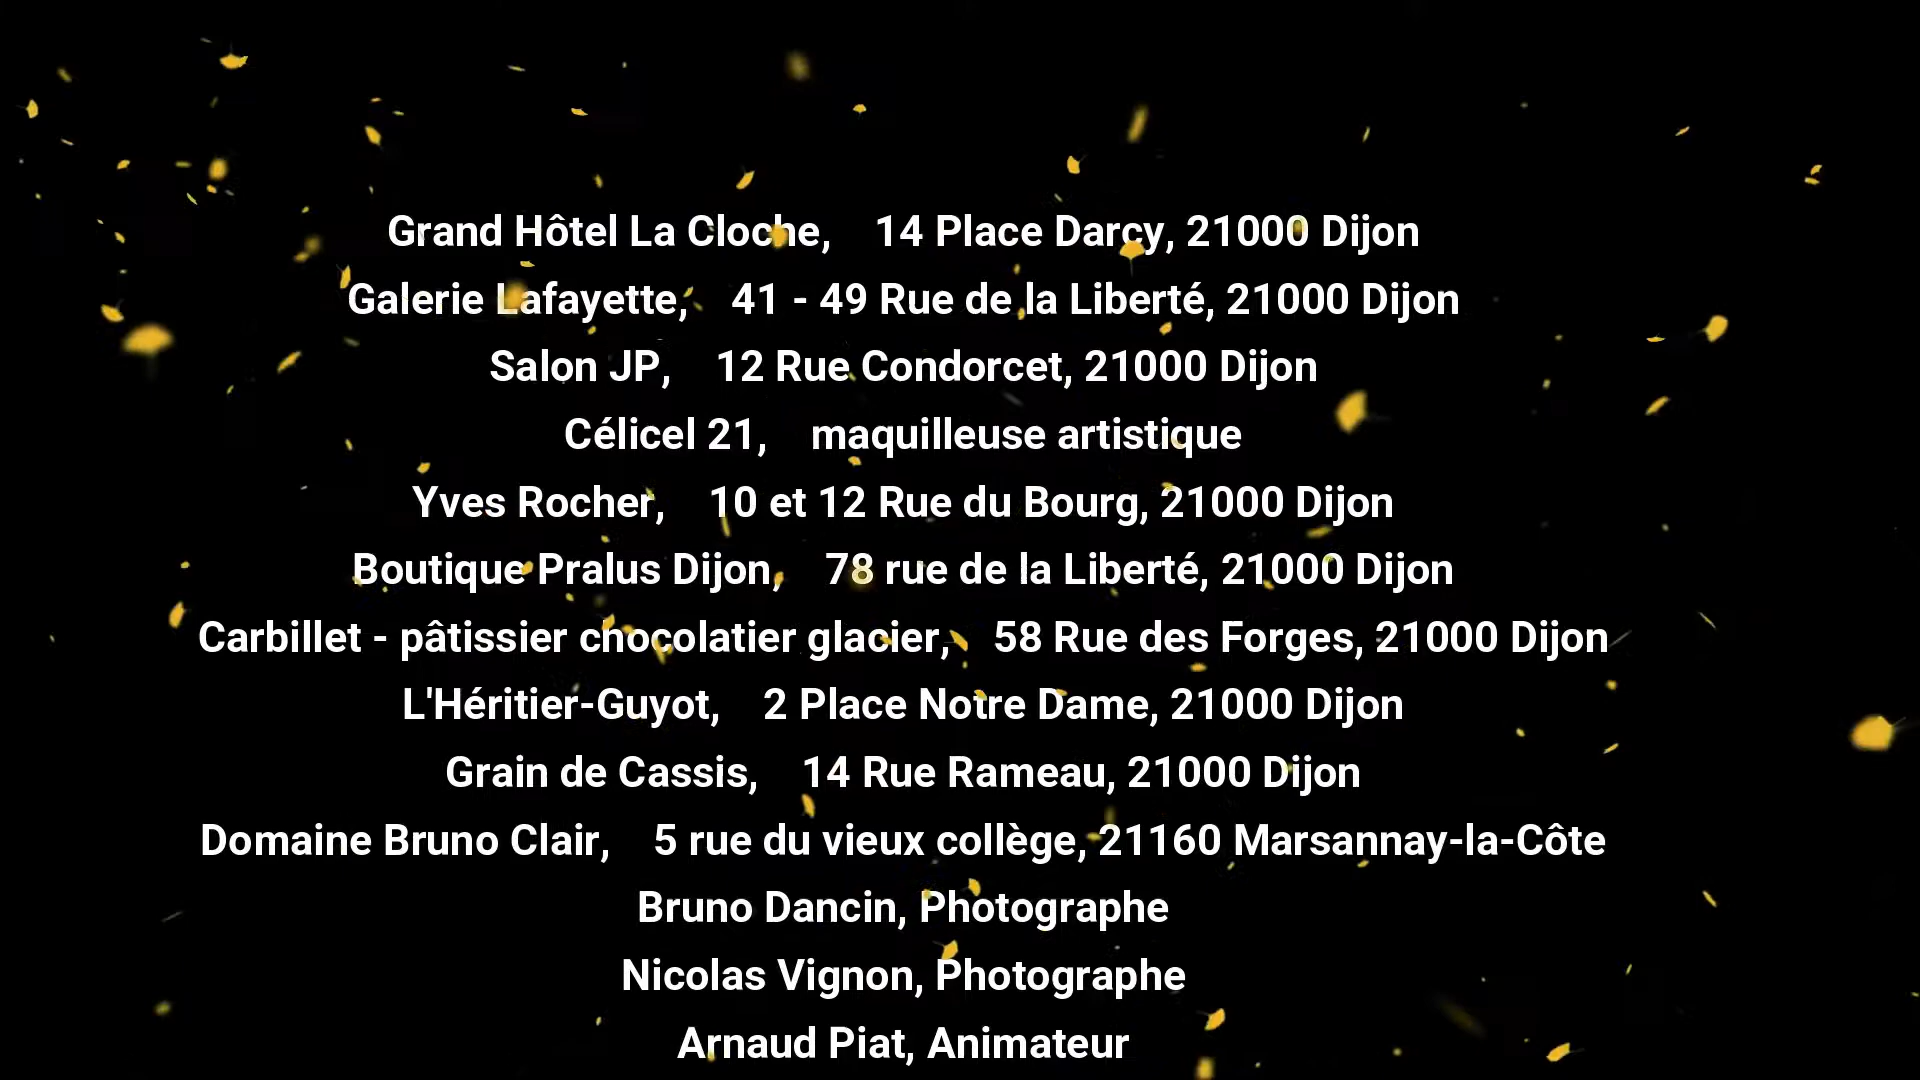 Grand Hôtel La Cloche, 14 Place Darcy, 21000 Dijon
Galerie Lafayette, 41 - 49 Rue de la Liberté, 21000 Dijon
Salon JP, 12 Rue Condorcet, 21000 Dijon
Célicel 21, maquilleuse artistique
Yves Rocher, 10 et 12 Rue du Bourg, 21000 Dijon
Boutique Pralus Dijon, 78 rue de la Liberté, 21000 Dijon
Carbillet - pâtissier chocolatier glacier, 58 Rue des Forges, 21000 Dijon
L'Héritier-Guyot, 2 Place Notre Dame, 21000 Dijon
Grain de Cassis, 14 Rue Rameau, 21000 Dijon
Domaine Bruno Clair, 5 rue du vieux collège, 21160 Marsannay-la-Côte
Bruno Dancin, Photographe
Nicolas Vignon, Photographe
Arnaud Piat, Animateur